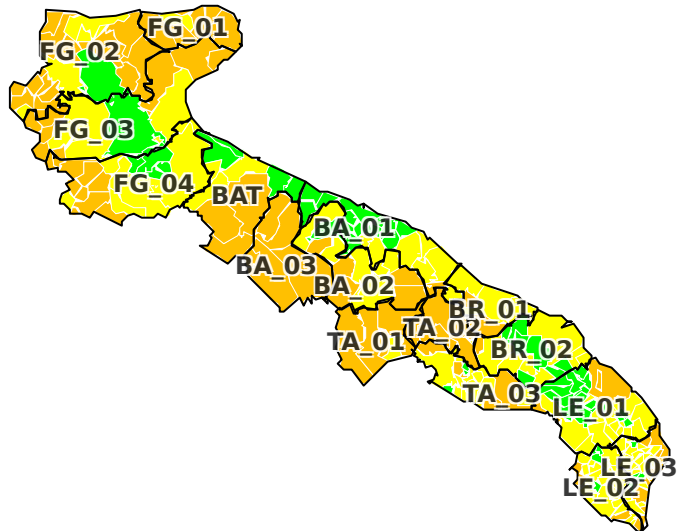 FG_01
FG_02
FG_03
FG_04
BAT
BA_01
BA_03
BA_02
BR_01
TA_02
TA_01
BR_02
TA_03
LE_01
LE_03
LE_02